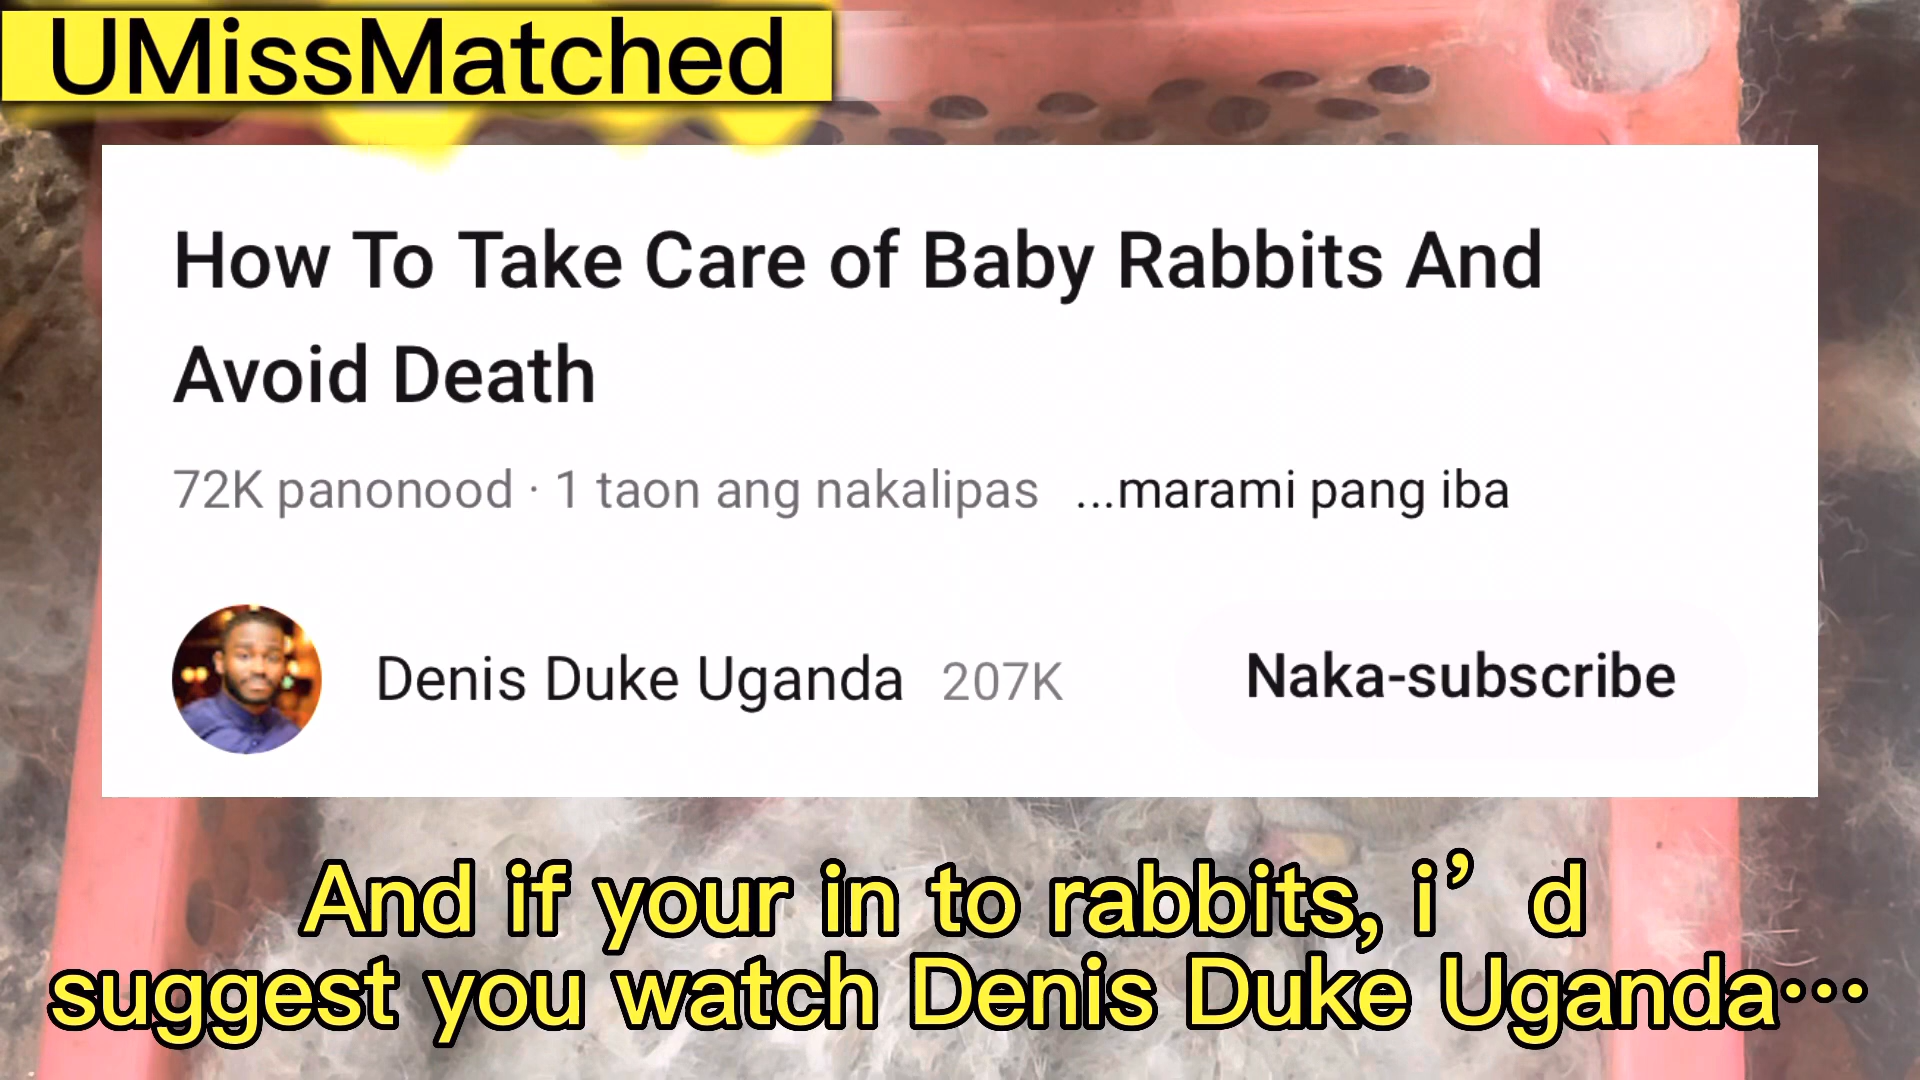 UMissMatched
How To Take Care of Baby Rabbits And
Avoid Death
72K panonood · 1 taon ang nakalipas ...marami pang iba
Denis Duke Uganda 207K Naka-subscribe
And if your in to rabbits, i’d
suggest you watch Denis Duke Uganda…